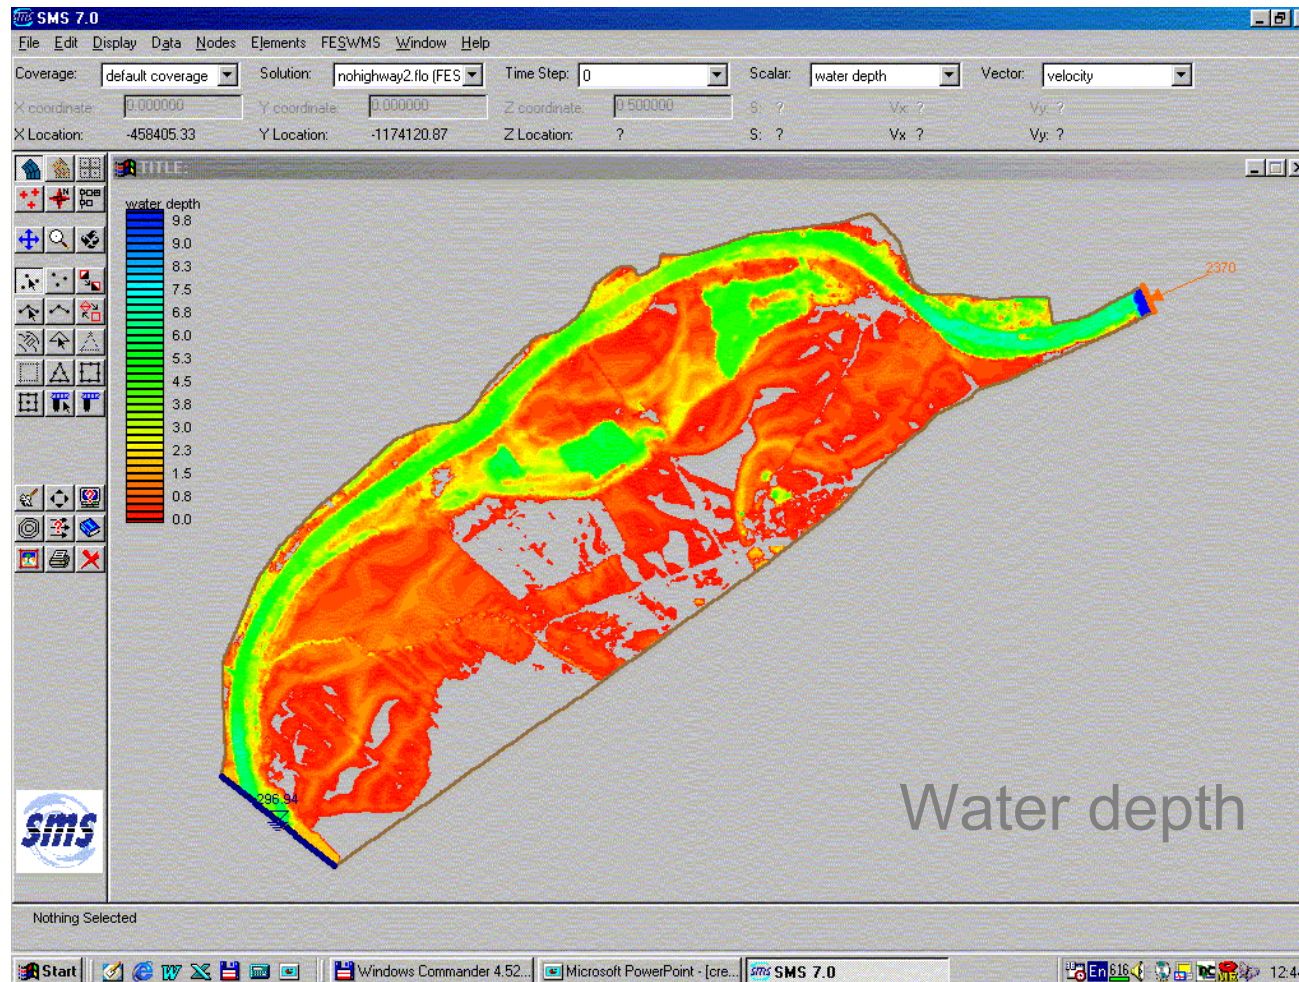 SMS 7.0
File Edit Display Data Nodes Elements FESWMS Window Help
Coverage: default coverage Solution: nohighway2.flo (FES Time Step: 0 Scalar: water depth Vector: velocity
X coordinate: 0.000000 Y coordinate: 0.000000 Z coordinate: 0.500000 S: ? Vx: ? Vy: ?
X Location: -458405.33 Y Location: -1174120.87 Z Location: ? S: ? Vx ? Vy: ?
TITLE:
water depth
9.8
9.0
8.3
7.5
6.8
6.0
5.3
4.5
3.8
3.0
2.3
1.5
0.8
0.0
2370
296.94
Water depth
sms
Nothing Selected
Start Windows Commander 4.52... Microsoft PowerPoint - [cre... SMS 7.0 En 616 12:4